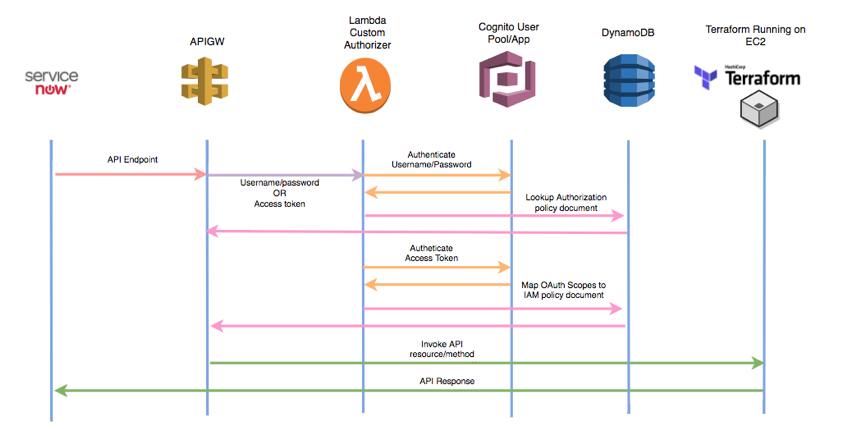 Lambda
Custom
Authorizer
Cognito User
Pool/App
DynamoDB
Terraform Running on
EC2
APIGW
service
now
HashiCorp
Terraform
API Endpoint
Username/password
OR
Access token
Authenticate
Username/Password
Lookup Authorization
policy document
Autheticate
Access Token
Map OAuth Scopes to
IAM policy document
Invoke API
resource/method
API Response